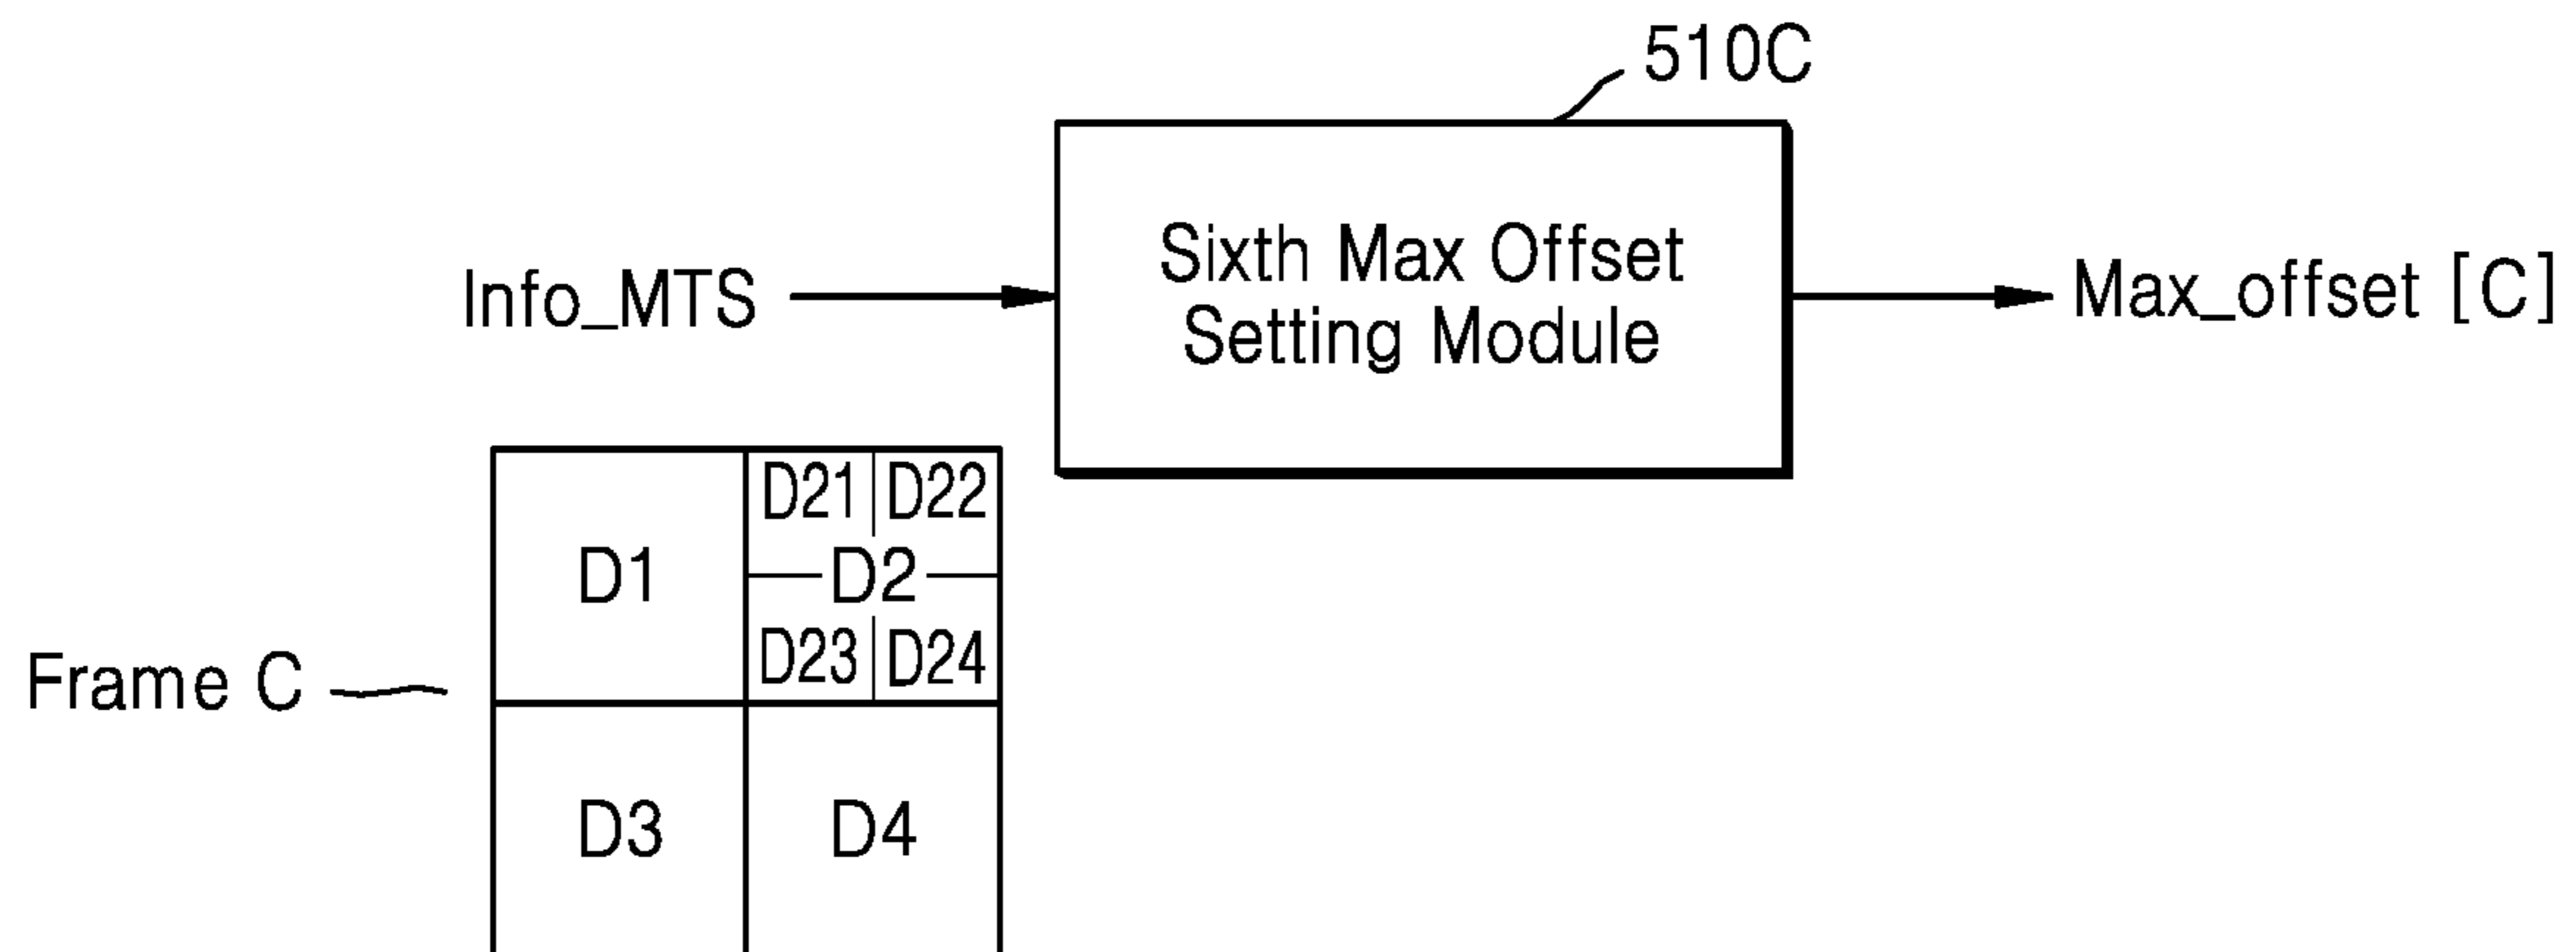 510C
Sixth Max Offset
Setting Module
Info_MTS
Max_offset [C]
D21 D22
D1
D2
D23 D24
Frame C
D3
D4